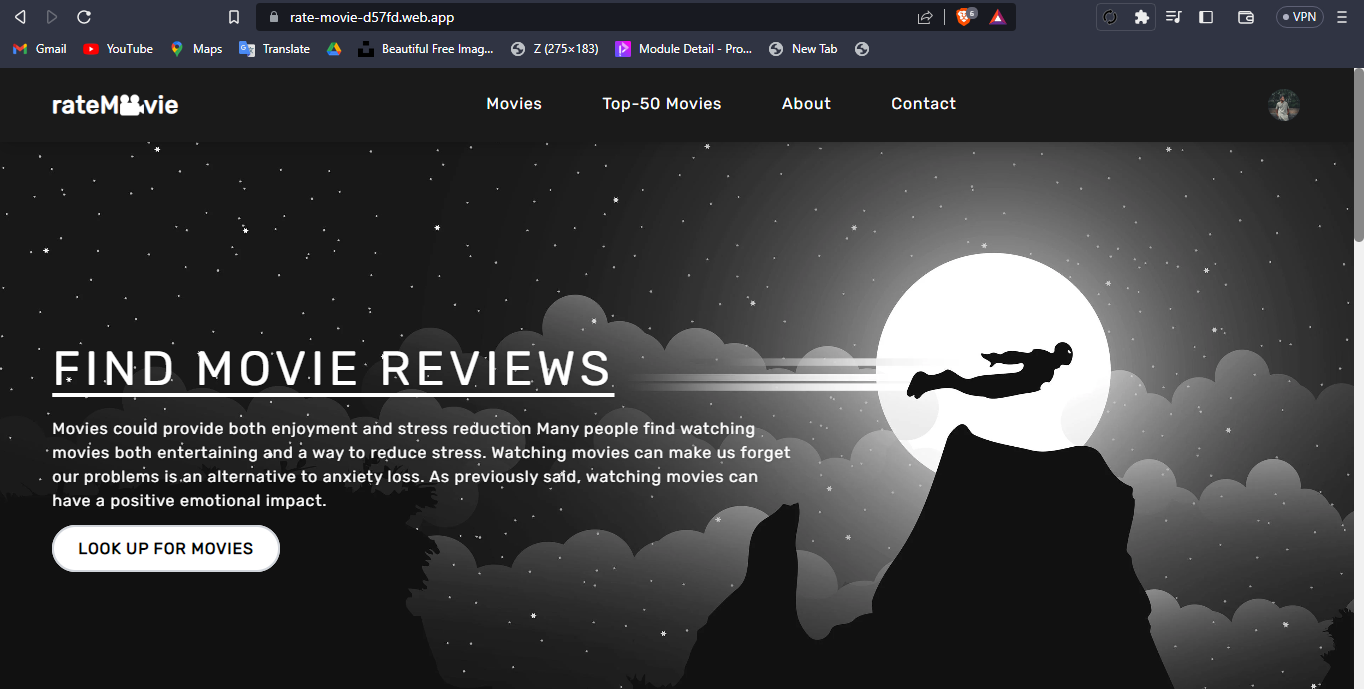 rate-movie-d57fd.web.app
6
VPN
Gmail
YouTube
Maps
Translate
Beautiful Free Imag...
Z (275×183)
Module Detail - Pro...
New Tab
rateMovie
Movies
Top-50 Movies
About
Contact
FIND MOVIE REVIEWS
Movies could provide both enjoyment and stress reduction Many people find watching
movies both entertaining and a way to reduce stress. Watching movies can make us forget
our problems is an alternative to anxiety loss. As previously said, watching movies can
have a positive emotional impact.
LOOK UP FOR MOVIES